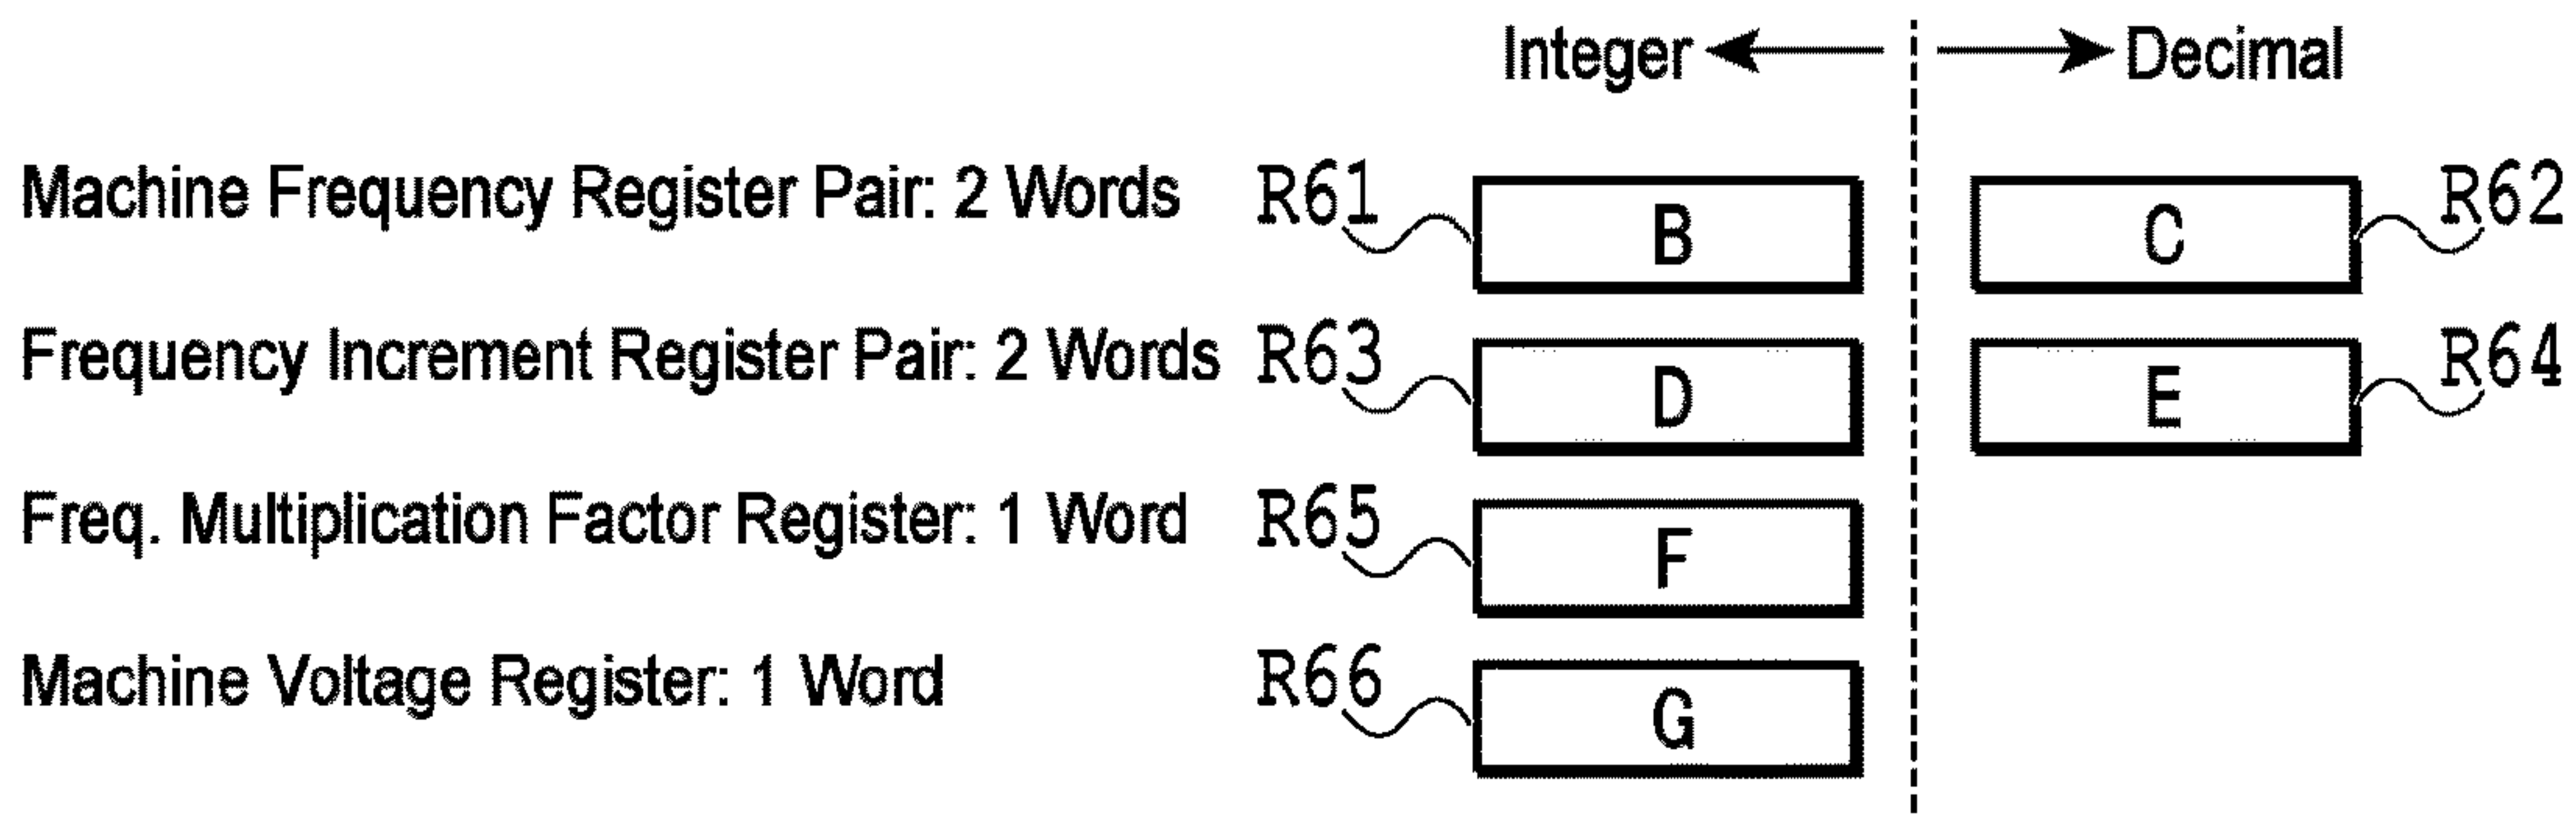 Integer Decimal
Machine Frequency Register Pair: 2 Words R61 B C R62
Frequency Increment Register Pair: 2 Words R63 D E R64
Freq. Multiplication Factor Register: 1 Word R65 F
Machine Voltage Register: 1 Word R66 G